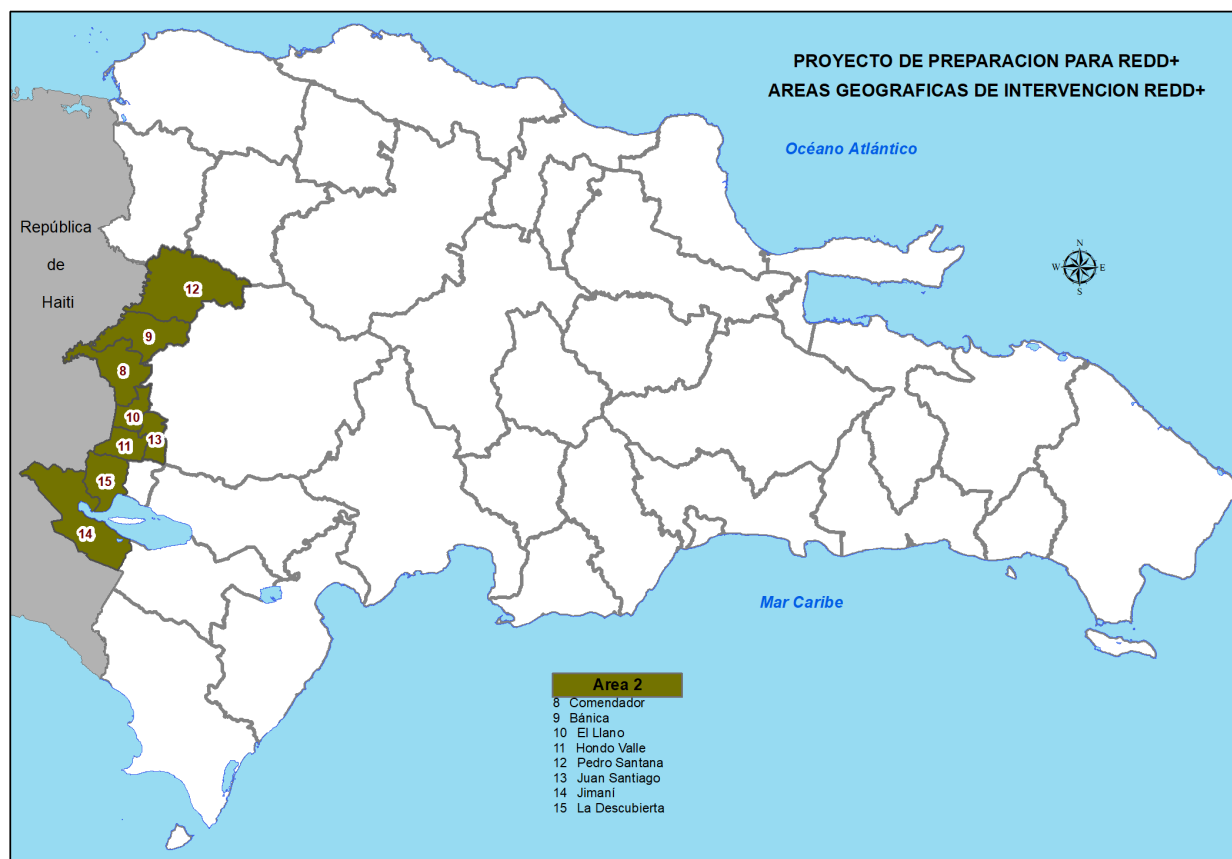 PROYECTO DE PREPARACION PARA REDD+
AREAS GEOGRAFICAS DE INTERVENCION REDD+
Océano Atlántico
República
de
Haiti
N
W
E
S
12
9
8
10
13
11
15
14
Mar Caribe
Area 2
8 Comendador
9 Bánica
10 El Llano
11 Hondo Valle
12 Pedro Santana
13 Juan Santiago
14 Jimaní
15 La Descubierta